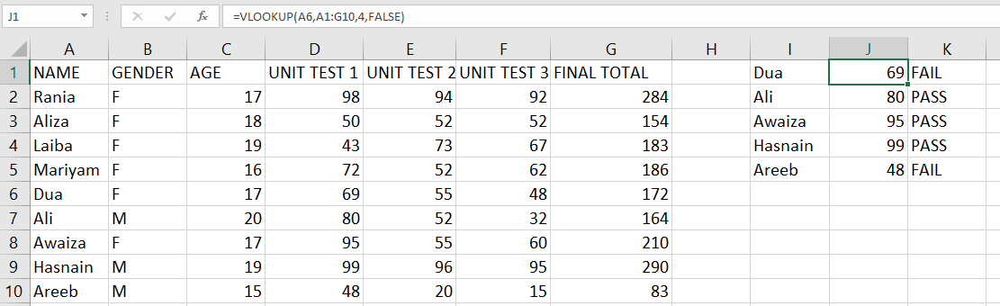 J1 fx =VLOOKUP(A6,A1:G10,4,FALSE)
A B C D E F G H I J K
1 NAME GENDER AGE UNIT TEST 1 UNIT TEST 2 UNIT TEST 3 FINAL TOTAL Dua 69 FAIL
2 Rania F 17 98 94 92 284 Ali 80 PASS
3 Aliza F 18 50 52 52 154 Awaiza 95 PASS
4 Laiba F 19 43 73 67 183 Hasnain 99 PASS
5 Mariyam F 16 72 52 62 186 Areeb 48 FAIL
6 Dua F 17 69 55 48 172
7 Ali M 20 80 52 32 164
8 Awaiza F 17 95 55 60 210
9 Hasnain M 19 99 96 95 290
10 Areeb M 15 48 20 15 83